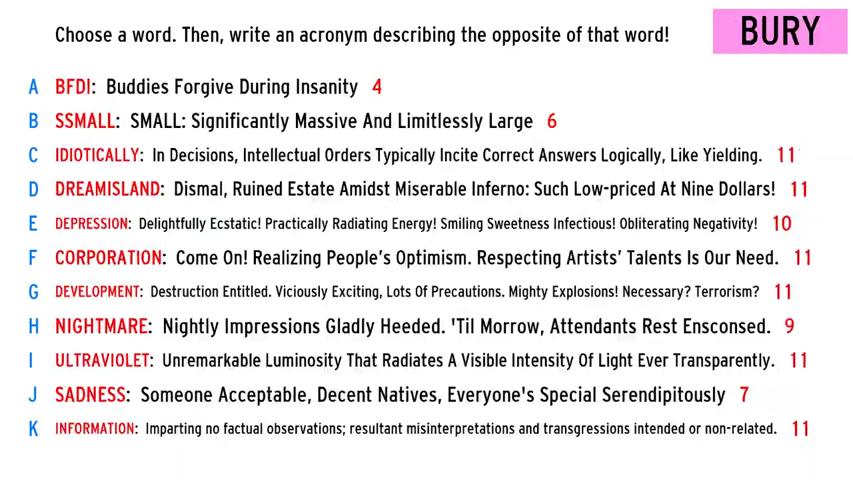 Choose a word. Then, write an acronym describing the opposite of that word!
BURY
A BFDI: Buddies Forgive During Insanity 4
B SSMALL: SMALL: Significantly Massive And Limitlessly Large 6
C IDIOTICALLY: In Decisions, Intellectual Orders Typically Incite Correct Answers Logically, Like Yielding. 11
D DREAMISLAND: Dismal, Ruined Estate Amidst Miserable Inferno: Such Low-priced At Nine Dollars! 11
E DEPRESSION: Delightfully Ecstatic! Practically Radiating Energy! Smiling Sweetness Infectious! Obliterating Negativity! 10
F CORPORATION: Come On! Realizing People's Optimism. Respecting Artists' Talents Is Our Need. 11
G DEVELOPMENT: Destruction Entitled. Viciously Exciting, Lots Of Precautions. Mighty Explosions! Necessary? Terrorism? 11
H NIGHTMARE: Nightly Impressions Gladly Heeded. 'Til Morrow, Attendants Rest Ensconsed. 9
I ULTRAVIOLET: Unremarkable Luminosity That Radiates A Visible Intensity Of Light Ever Transparently. 11
J SADNESS: Someone Acceptable, Decent Natives, Everyone's Special Serendipitously 7
K INFORMATION: Imparting no factual observations; resultant misinterpretations and transgressions intended or non-related. 11